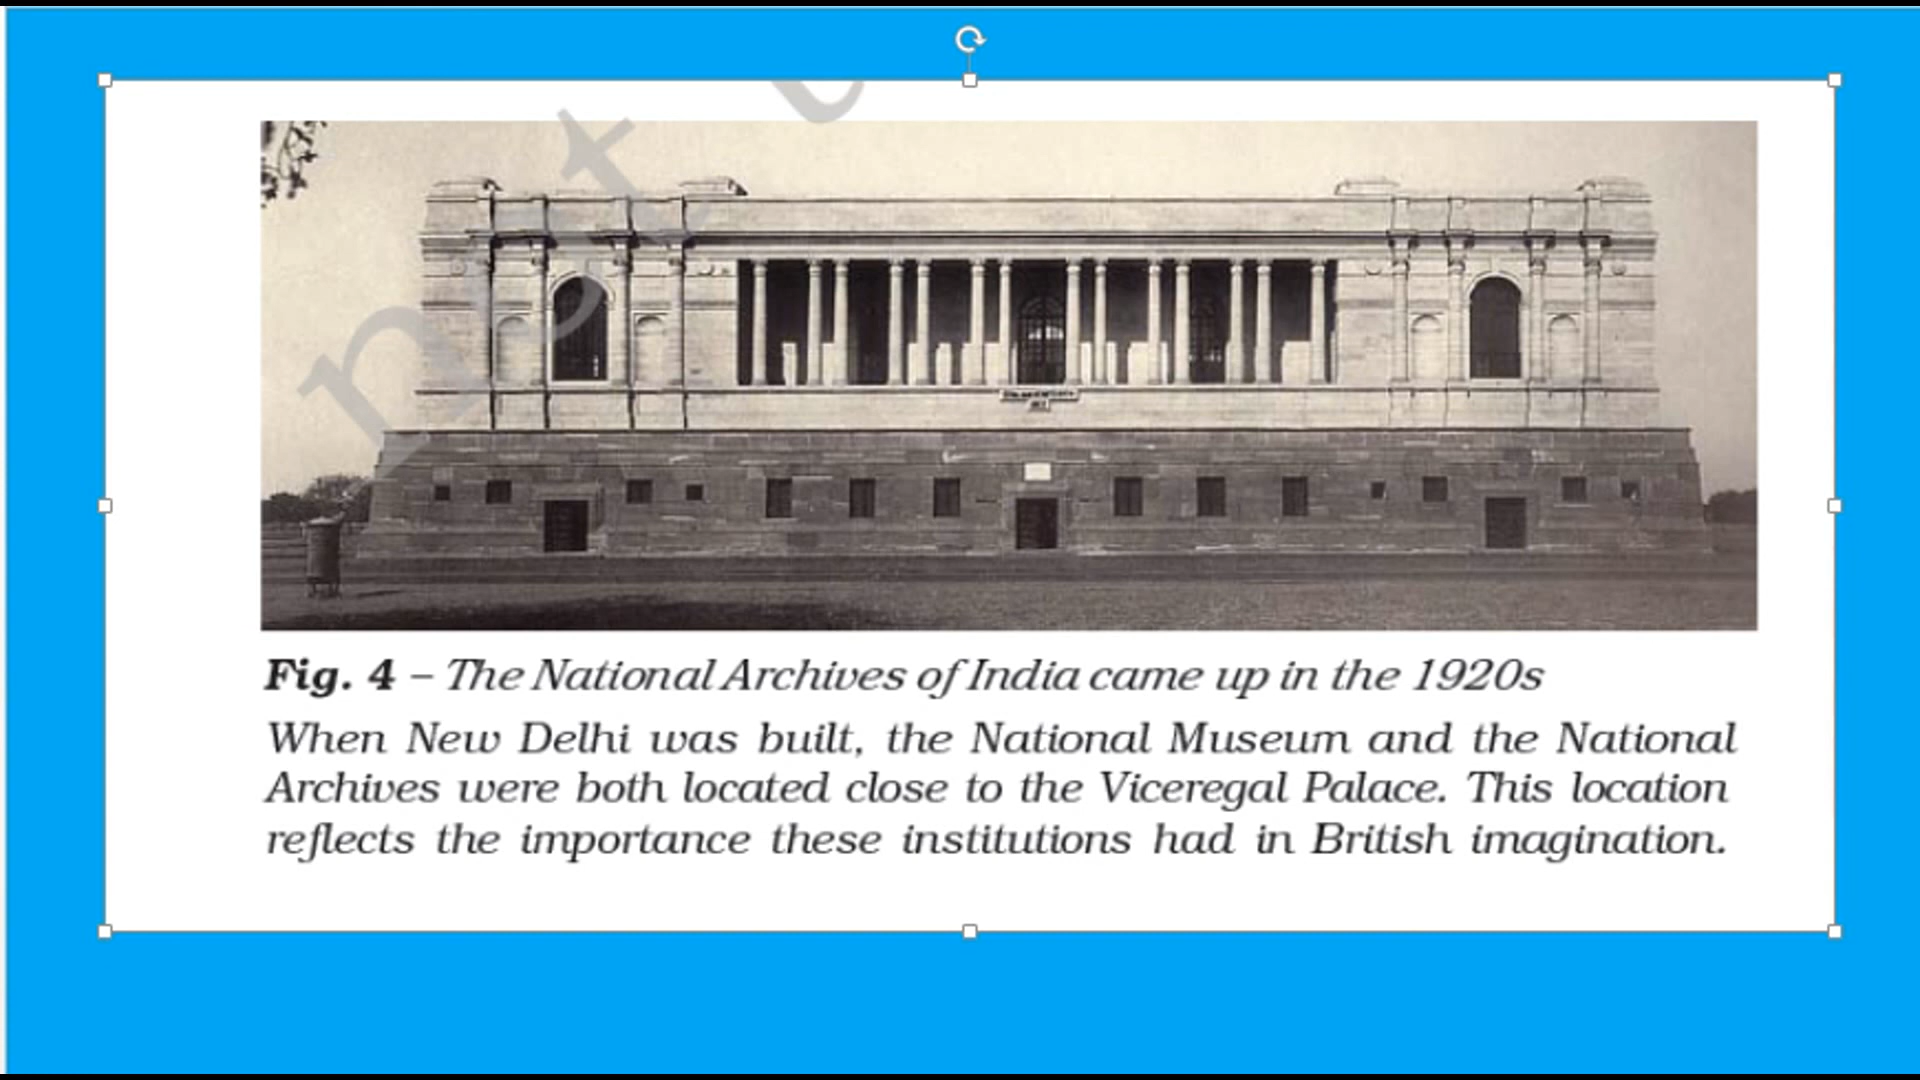 not t
Fig. 4 – The National Archives of India came up in the 1920s
When New Delhi was built, the National Museum and the National
Archives were both located close to the Viceregal Palace. This location
reflects the importance these institutions had in British imagination.